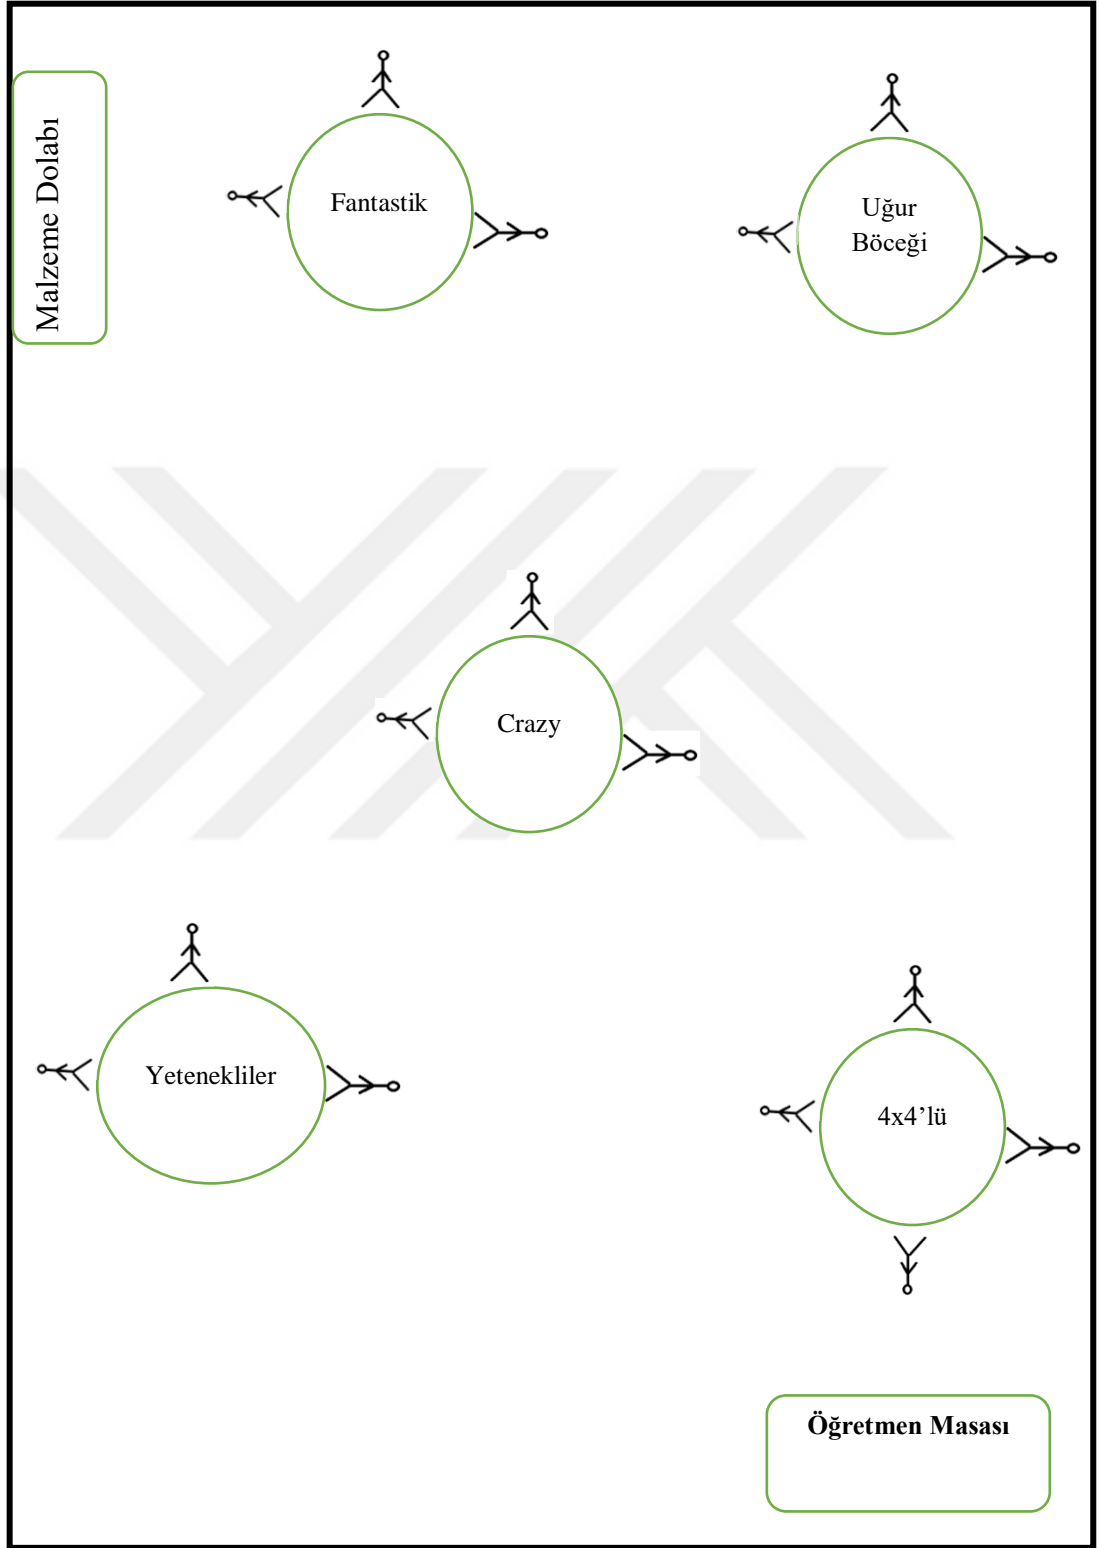 Malzeme Dolabı
Fantastik
Uğur
Böceği
Crazy
Yetenekliler
4x4’lü
Öğretmen Masası